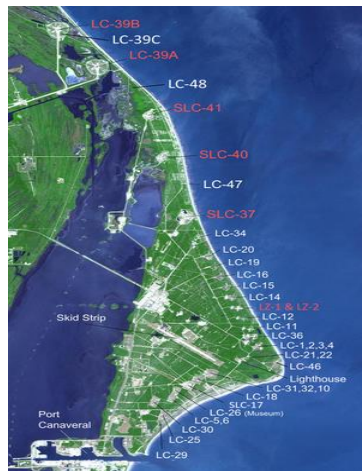 LC-39B
LC-39C
LC-39A
LC-48
SLC-41
SLC-40
LC-47
SLC-37
LC-34
LC-20
LC-19
LC-16
LC-15
LC-14
LZ-1 & LZ-2
LC-12
LC-11
LC-36
LC-1,2,3,4
LC-21,22
LC-46
Lighthouse
LC-31,32,10
LC-18
SLC-17
LC-26 (Museum)
LC-5,6
LC-30
LC-25
LC-29
Skid Strip
Port
Canaveral